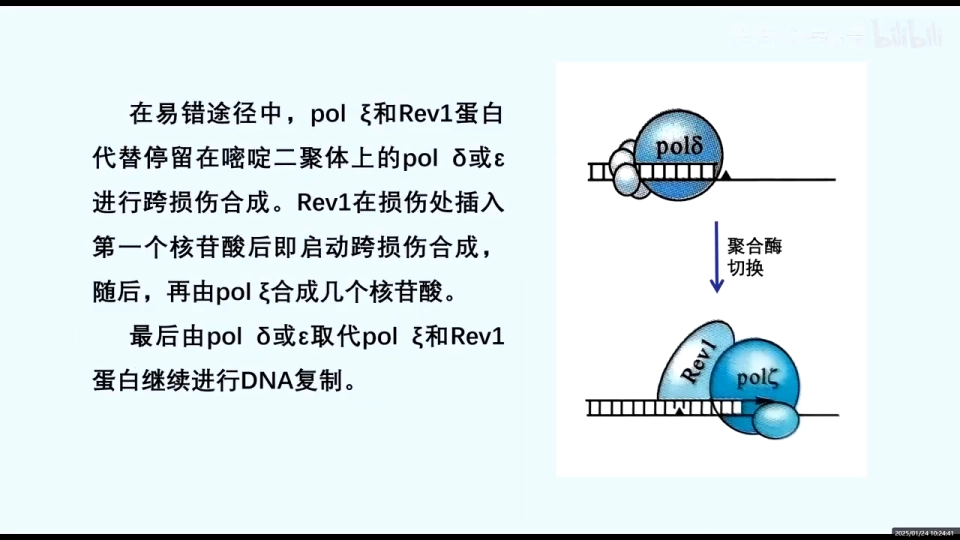 bilibili
在易错途径中，pol ξ和Rev1蛋白
代替停留在嘧啶二聚体上的pol δ或ε
进行跨损伤合成。Rev1在损伤处插入
第一个核苷酸后即启动跨损伤合成，
随后，再由pol ξ合成几个核苷酸。
最后由pol δ或ε取代pol ξ和Rev1
蛋白继续进行DNA复制。
polδ
聚合酶
切换
Rev1
polζ
2025/01/24 10:24:41